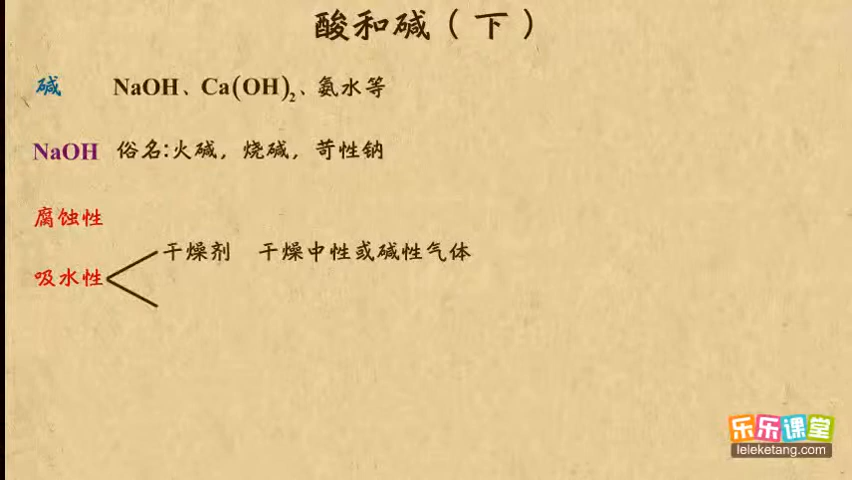 酸和碱（下）
碱 NaOH、Ca(OH)₂、氨水等
NaOH 俗名:火碱，烧碱，苛性钠
腐蚀性
干燥剂 干燥中性或碱性气体
吸水性
乐乐课堂
leleketang.com